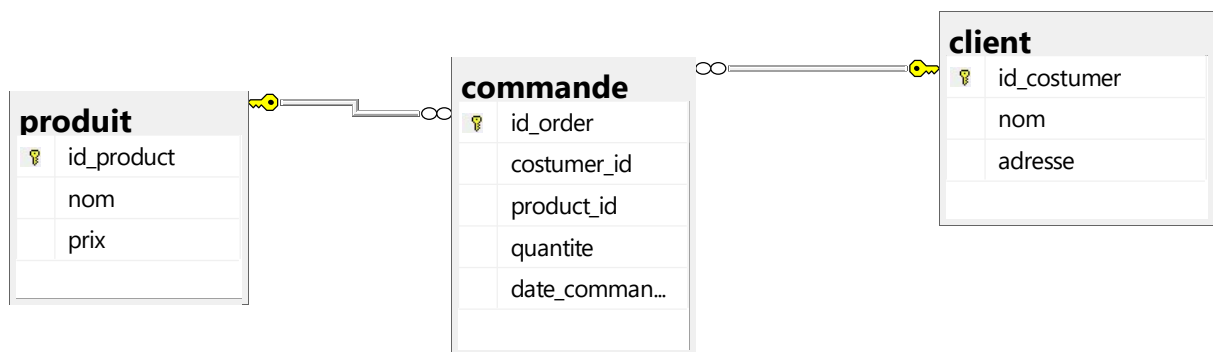 produit
id_product
nom
prix
commande
id_order
costumer_id
product_id
quantite
date_comman...
client
id_costumer
nom
adresse